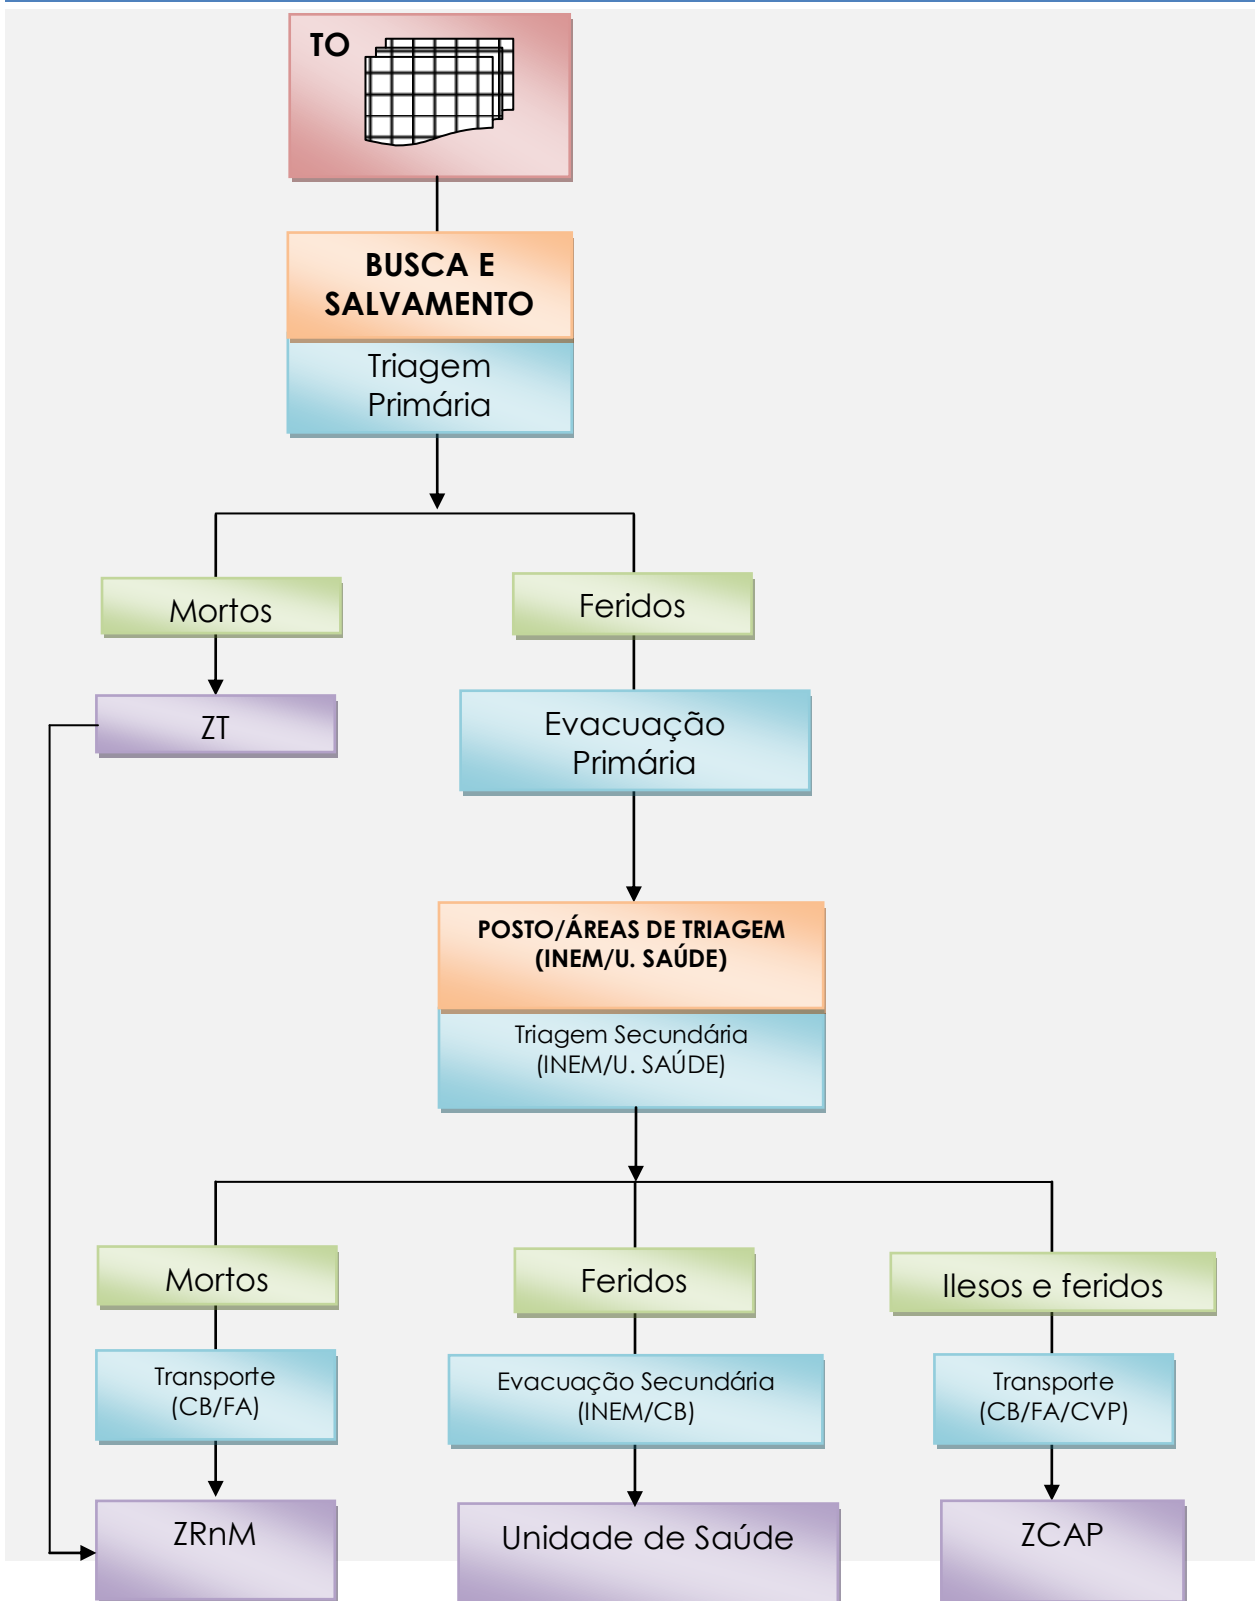 TO
BUSCA E
SALVAMENTO
Triagem
Primária
Mortos
Feridos
ZT
Evacuação
Primária
POSTO/ÁREAS DE TRIAGEM
(INEM/U. SAÚDE)
Triagem Secundária
(INEM/U. SAÚDE)
Mortos
Feridos
Ilesos e feridos
Transporte
(CB/FA)
Evacuação Secundária
(INEM/CB)
Transporte
(CB/FA/CVP)
ZRnM
Unidade de Saúde
ZCAP